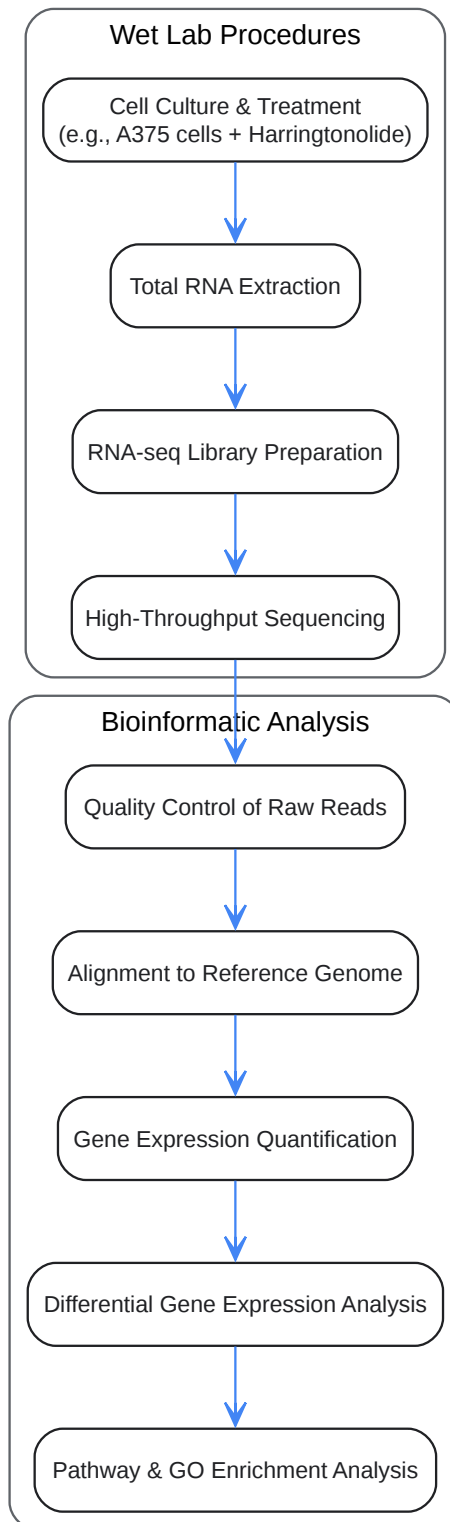 Wet Lab Procedures
Cell Culture & Treatment
(e.g., A375 cells + Harringtonolide)
Total RNA Extraction
RNA-seq Library Preparation
High-Throughput Sequencing
Bioinformatic Analysis
Quality Control of Raw Reads
Alignment to Reference Genome
Gene Expression Quantification
Differential Gene Expression Analysis
Pathway & GO Enrichment Analysis